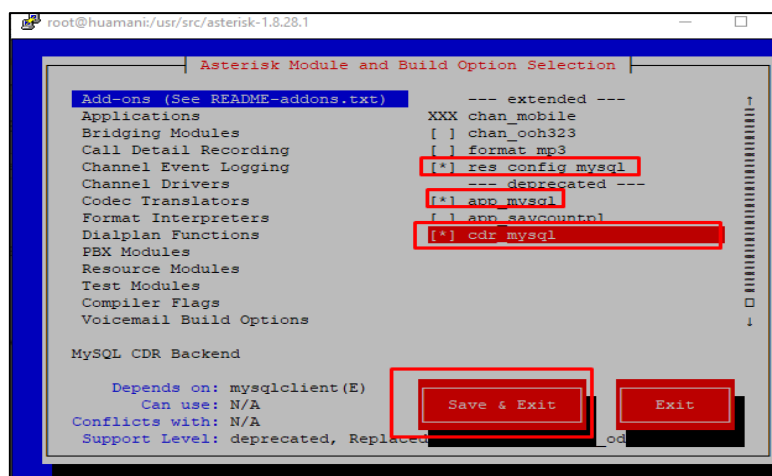 root@huamani:/usr/src/asterisk-1.8.28.1
Asterisk Module and Build Option Selection
Add-ons (See README-addons.txt) --- extended ---
Applications XXX chan_mobile
Bridging Modules [ ] chan_ooh323
Call Detail Recording [ ] format_mp3
Channel Event Logging [*] res_config_mysql
Channel Drivers --- deprecated ---
Codec Translators [*] app_mysql
Format Interpreters [ ] app_saycountpl
Dialplan Functions [*] cdr_mysql
PBX Modules
Resource Modules
Test Modules
Compiler Flags
Voicemail Build Options
MySQL CDR Backend
Depends on: mysqlclient(E)
Can use: N/A
Conflicts with: N/A
Support Level: deprecated, Replaced _od
Save & Exit Exit